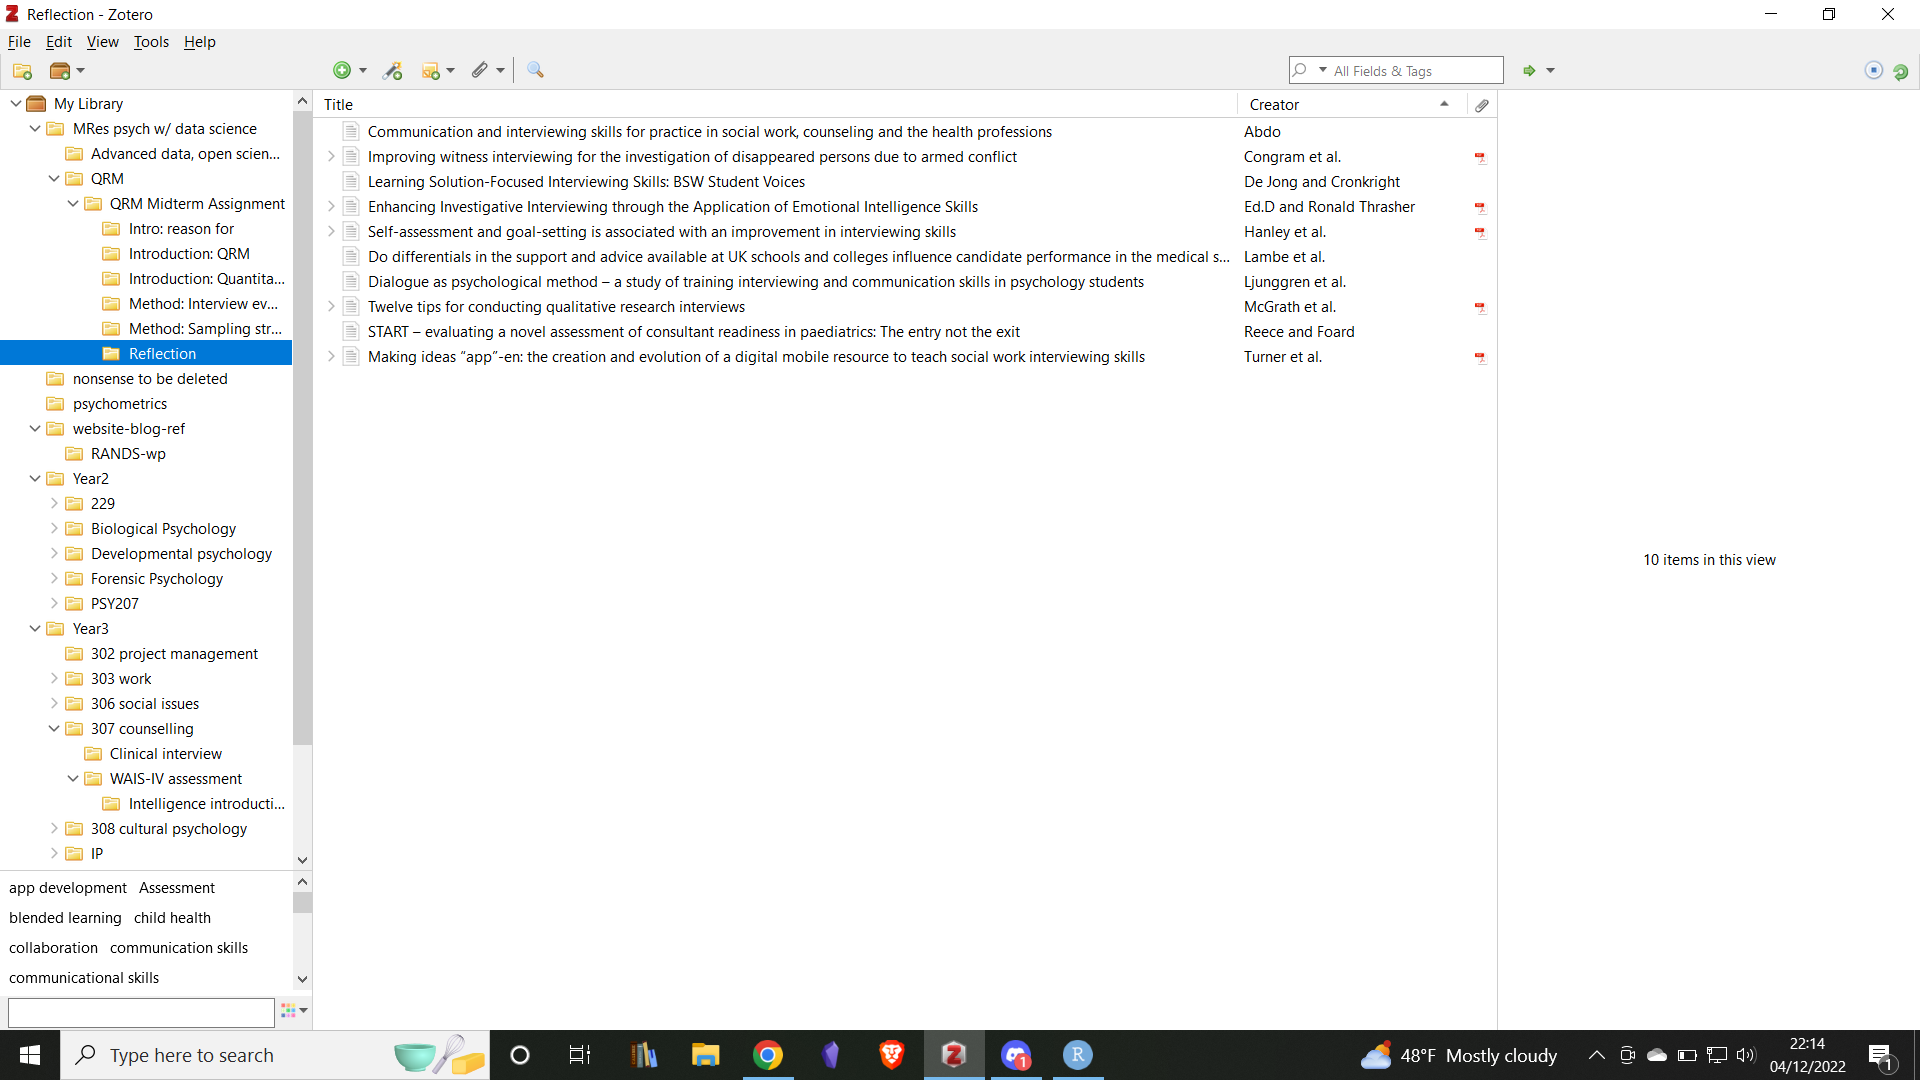 Reflection - Zotero
File Edit View Tools Help
All Fields & Tags
My Library
MRes psych w/ data science
Advanced data, open scien...
QRM
QRM Midterm Assignment
Intro: reason for
Introduction: QRM
Introduction: Quantita...
Method: Interview ev...
Method: Sampling str...
Reflection
nonsense to be deleted
psychometrics
website-blog-ref
RANDS-wp
Year2
229
Biological Psychology
Developmental psychology
Forensic Psychology
PSY207
Year3
302 project management
303 work
306 social issues
307 counselling
Clinical interview
WAIS-IV assessment
Intelligence introducti...
308 cultural psychology
IP
app development Assessment
blended learning child health
collaboration communication skills
communicational skills
Title Creator
Communication and interviewing skills for practice in social work, counseling and the health professions Abdo
Improving witness interviewing for the investigation of disappeared persons due to armed conflict Congram et al.
Learning Solution-Focused Interviewing Skills: BSW Student Voices De Jong and Cronkright
Enhancing Investigative Interviewing through the Application of Emotional Intelligence Skills Ed.D and Ronald Thrasher
Self-assessment and goal-setting is associated with an improvement in interviewing skills Hanley et al.
Do differentials in the support and advice available at UK schools and colleges influence candidate performance in the medical s... Lambe et al.
Dialogue as psychological method – a study of training interviewing and communication skills in psychology students Ljunggren et al.
Twelve tips for conducting qualitative research interviews McGrath et al.
START – evaluating a novel assessment of consultant readiness in paediatrics: The entry not the exit Reece and Foard
Making ideas “app”-en: the creation and evolution of a digital mobile resource to teach social work interviewing skills Turner et al.
10 items in this view
Type here to search
Z
1
R
48°F Mostly cloudy
22:14
04/12/2022
1